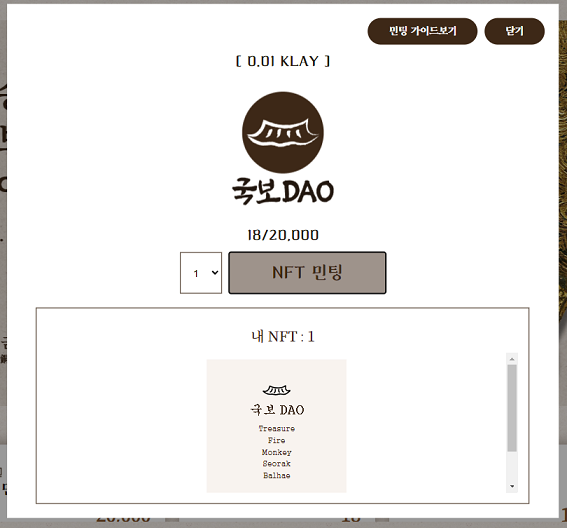 민팅 가이드보기
닫기
[ 0.01 KLAY ]
국보DAO
18/20,000
1
NFT 민팅
내 NFT : 1
국보 DAO
Treasure
Fire
Monkey
Seorak
Balhae